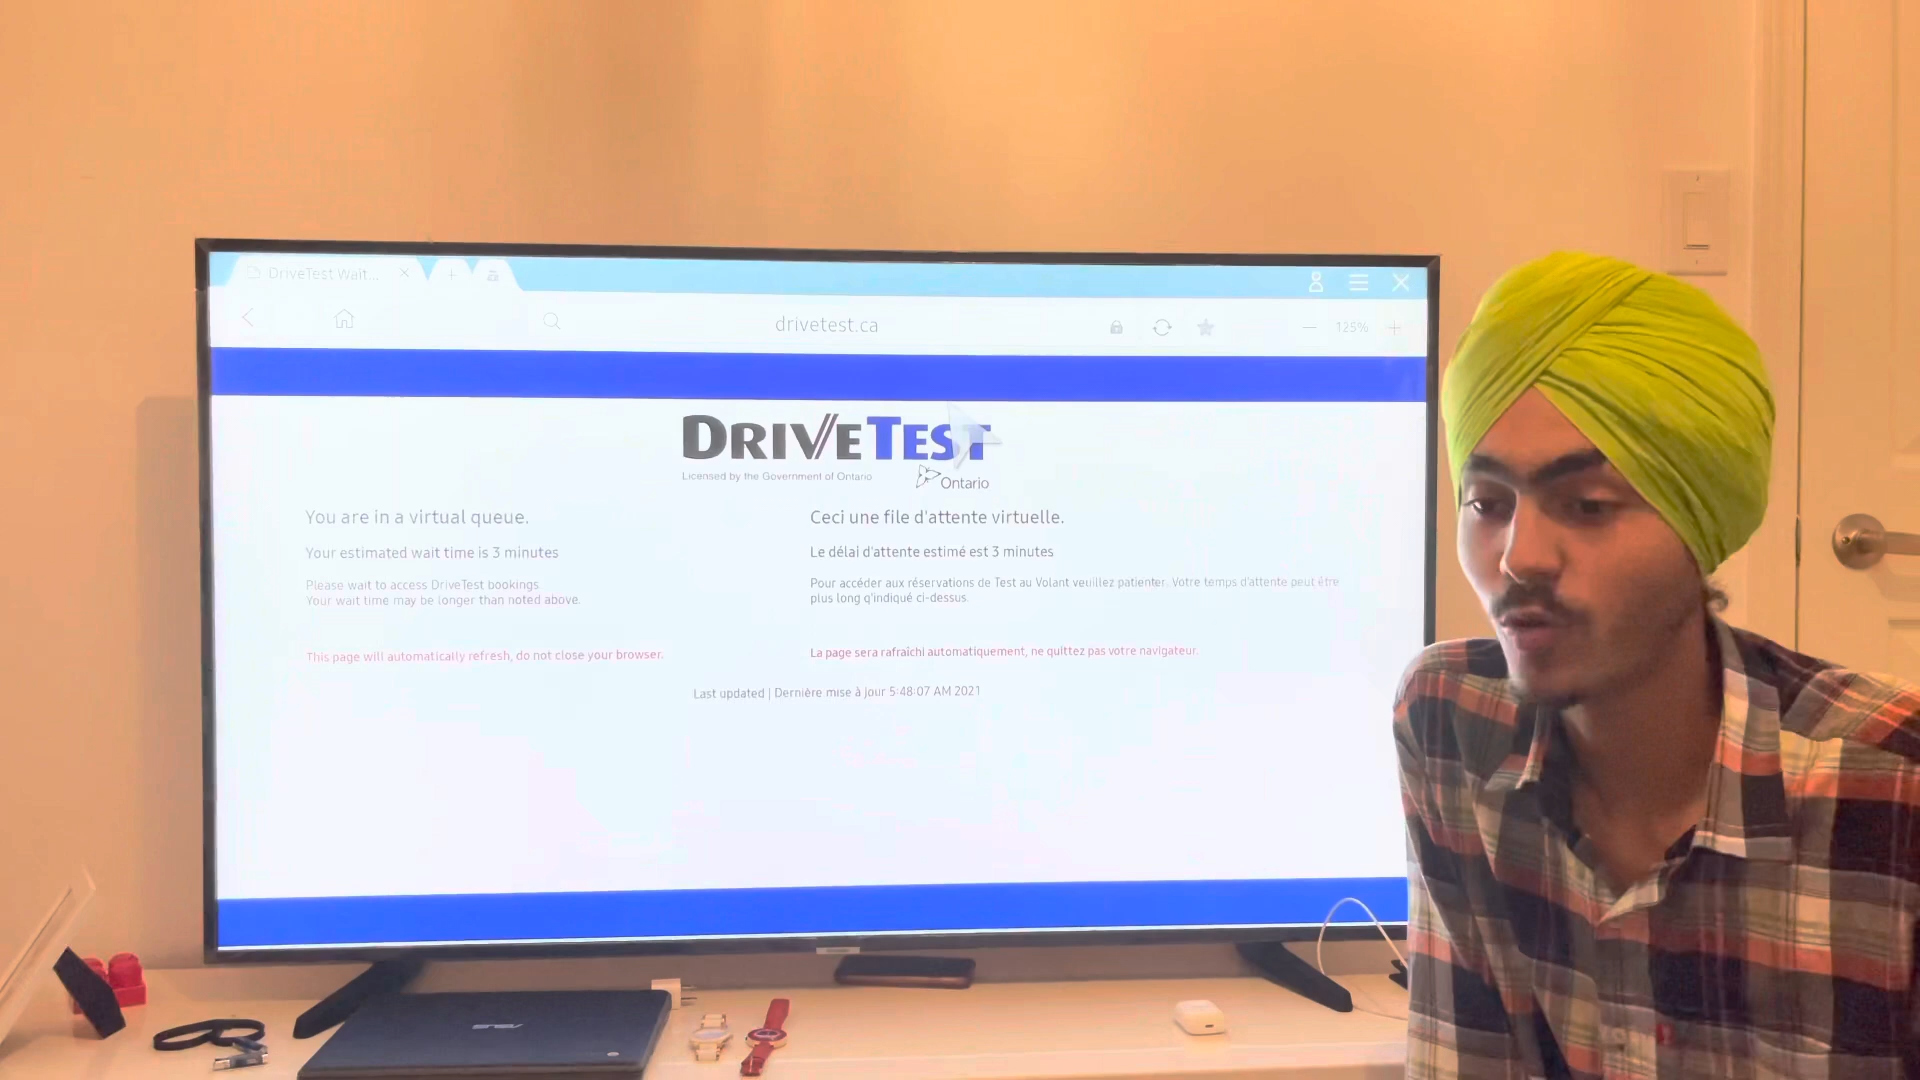 DriveTest Wait...
drivetest.ca
125%
DRIVETEST
Licensed by the Government of Ontario
Ontario
You are in a virtual queue.
Your estimated wait time is 3 minutes
Please wait to access DriveTest bookings
Your wait time may be longer than noted above.
This page will automatically refresh, do not close your browser.
Ceci une file d'attente virtuelle.
Le délai d'attente estimé est 3 minutes
Pour accéder aux réservations de Test au Volant veuillez patienter. Votre temps d'attente peut être
plus long q'indiqué ci-dessus.
La page sera rafraîchi automatiquement, ne quittez pas votre navigateur.
Last updated | Dernière mise à jour 5:48:07 AM 2021
ASUS